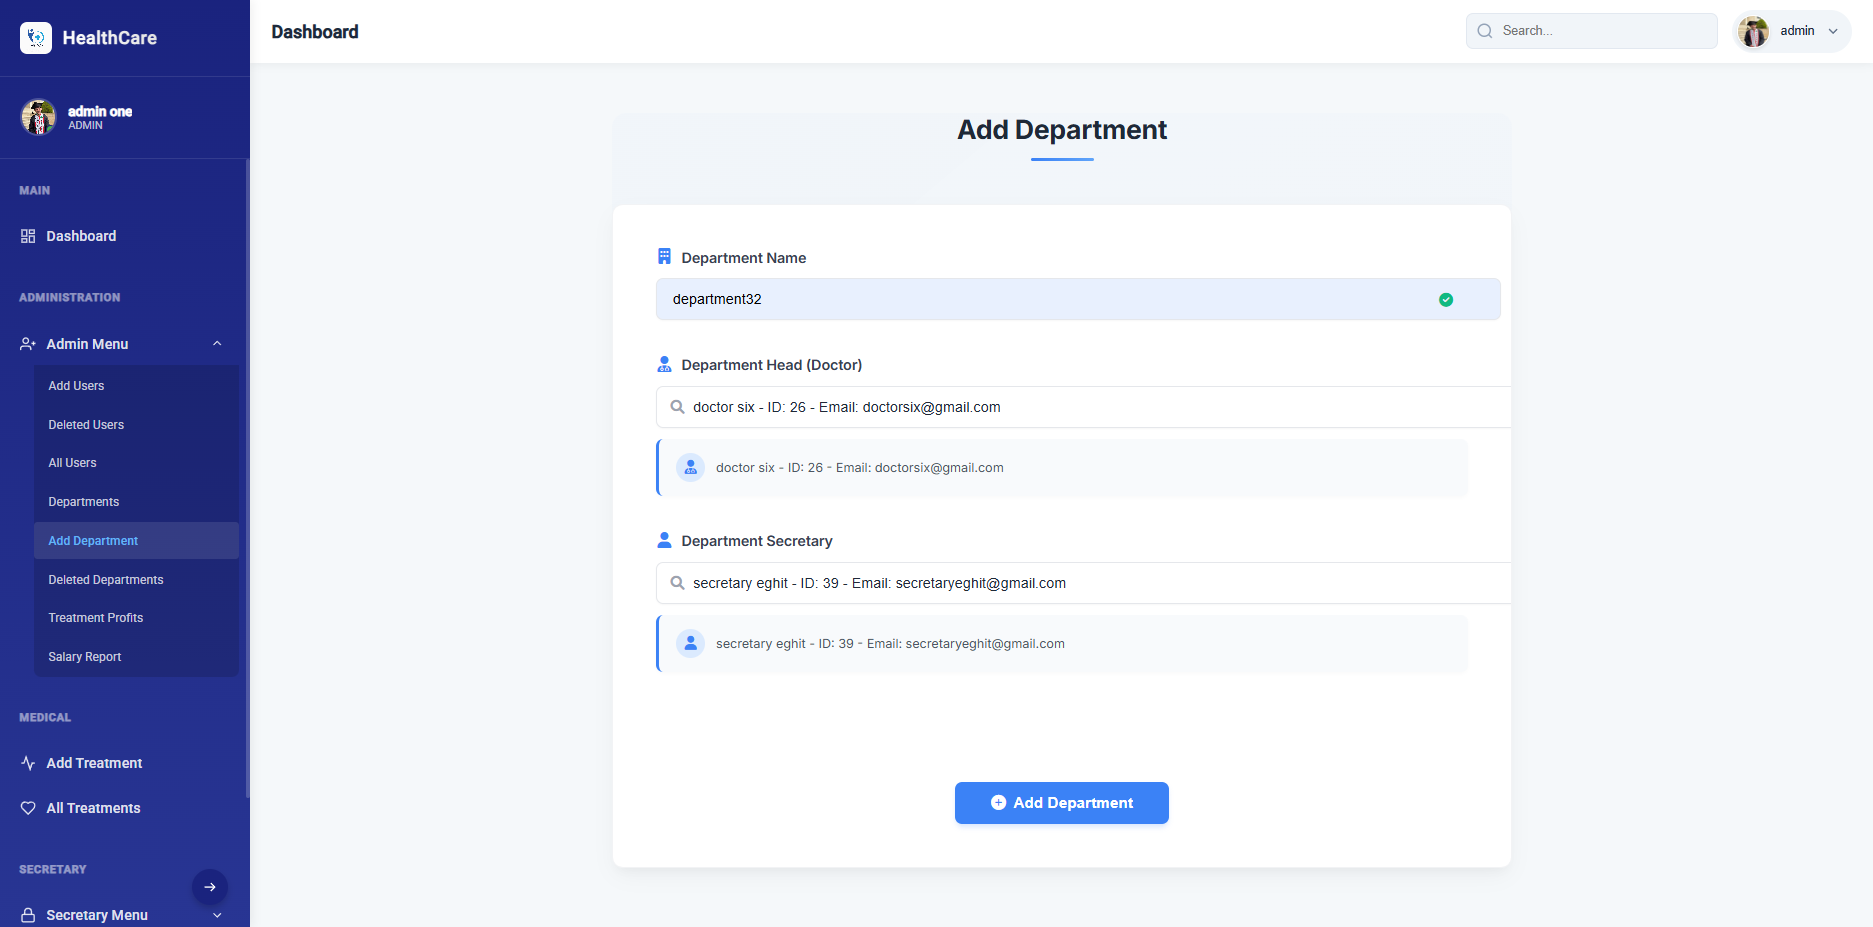 HealthCare
Dashboard
Search...
admin
admin one
ADMIN
MAIN
Dashboard
ADMINISTRATION
Admin Menu
Add Users
Deleted Users
All Users
Departments
Add Department
Deleted Departments
Treatment Profits
Salary Report
MEDICAL
Add Treatment
All Treatments
SECRETARY
Secretary Menu
Add Department
Department Name
department32
Department Head (Doctor)
doctor six - ID: 26 - Email: doctorsix@gmail.com
doctor six - ID: 26 - Email: doctorsix@gmail.com
Department Secretary
secretary eghit - ID: 39 - Email: secretaryeghit@gmail.com
secretary eghit - ID: 39 - Email: secretaryeghit@gmail.com
Add Department